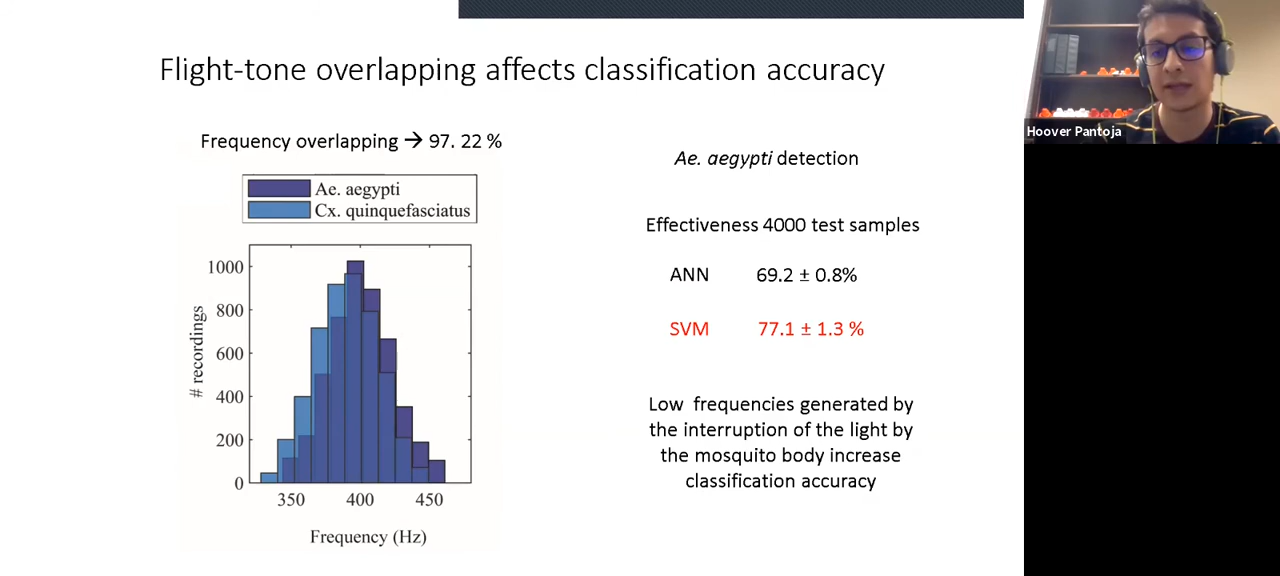 Flight-tone overlapping affects classification accuracy
Frequency overlapping → 97. 22 %
Ae. aegypti
Cx. quinquefasciatus
1000
800
600
400
200
0
# recordings
350 400 450
Frequency (Hz)
Ae. aegypti detection
Effectiveness 4000 test samples
ANN 69.2 ± 0.8%
SVM 77.1 ± 1.3 %
Low frequencies generated by
the interruption of the light by
the mosquito body increase
classification accuracy
Hoover Pantoja